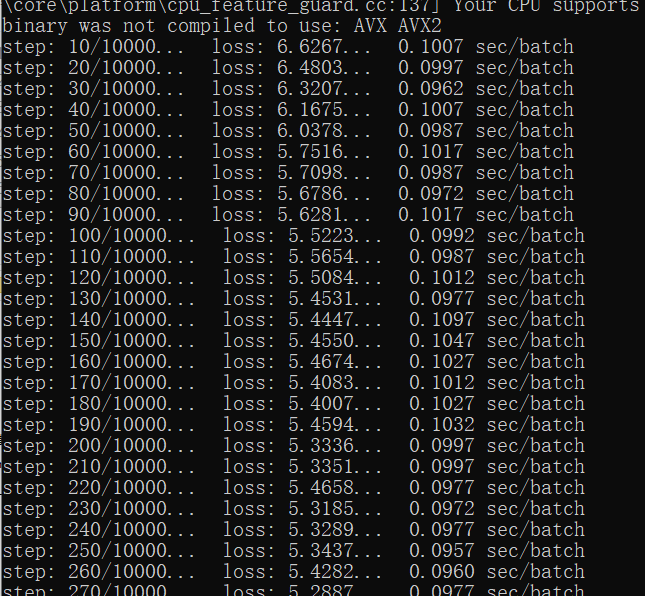 \core\platform\cpu_feature_guard.cc:137] Your CPU supports
binary was not compiled to use: AVX AVX2
step: 10/10000... loss: 6.6267... 0.1007 sec/batch
step: 20/10000... loss: 6.4803... 0.0997 sec/batch
step: 30/10000... loss: 6.3207... 0.0962 sec/batch
step: 40/10000... loss: 6.1675... 0.1007 sec/batch
step: 50/10000... loss: 6.0378... 0.0987 sec/batch
step: 60/10000... loss: 5.7516... 0.1017 sec/batch
step: 70/10000... loss: 5.7098... 0.0987 sec/batch
step: 80/10000... loss: 5.6786... 0.0972 sec/batch
step: 90/10000... loss: 5.6281... 0.1017 sec/batch
step: 100/10000... loss: 5.5223... 0.0992 sec/batch
step: 110/10000... loss: 5.5654... 0.0987 sec/batch
step: 120/10000... loss: 5.5084... 0.1012 sec/batch
step: 130/10000... loss: 5.4531... 0.0977 sec/batch
step: 140/10000... loss: 5.4447... 0.1097 sec/batch
step: 150/10000... loss: 5.4550... 0.1047 sec/batch
step: 160/10000... loss: 5.4674... 0.1027 sec/batch
step: 170/10000... loss: 5.4083... 0.1012 sec/batch
step: 180/10000... loss: 5.4007... 0.1027 sec/batch
step: 190/10000... loss: 5.4594... 0.1032 sec/batch
step: 200/10000... loss: 5.3336... 0.0997 sec/batch
step: 210/10000... loss: 5.3351... 0.0997 sec/batch
step: 220/10000... loss: 5.4658... 0.0977 sec/batch
step: 230/10000... loss: 5.3185... 0.0972 sec/batch
step: 240/10000... loss: 5.3289... 0.0977 sec/batch
step: 250/10000... loss: 5.3437... 0.0957 sec/batch
step: 260/10000... loss: 5.4282... 0.0960 sec/batch
step: 270/10000... loss: 5.2887... 0.0977 sec/batch